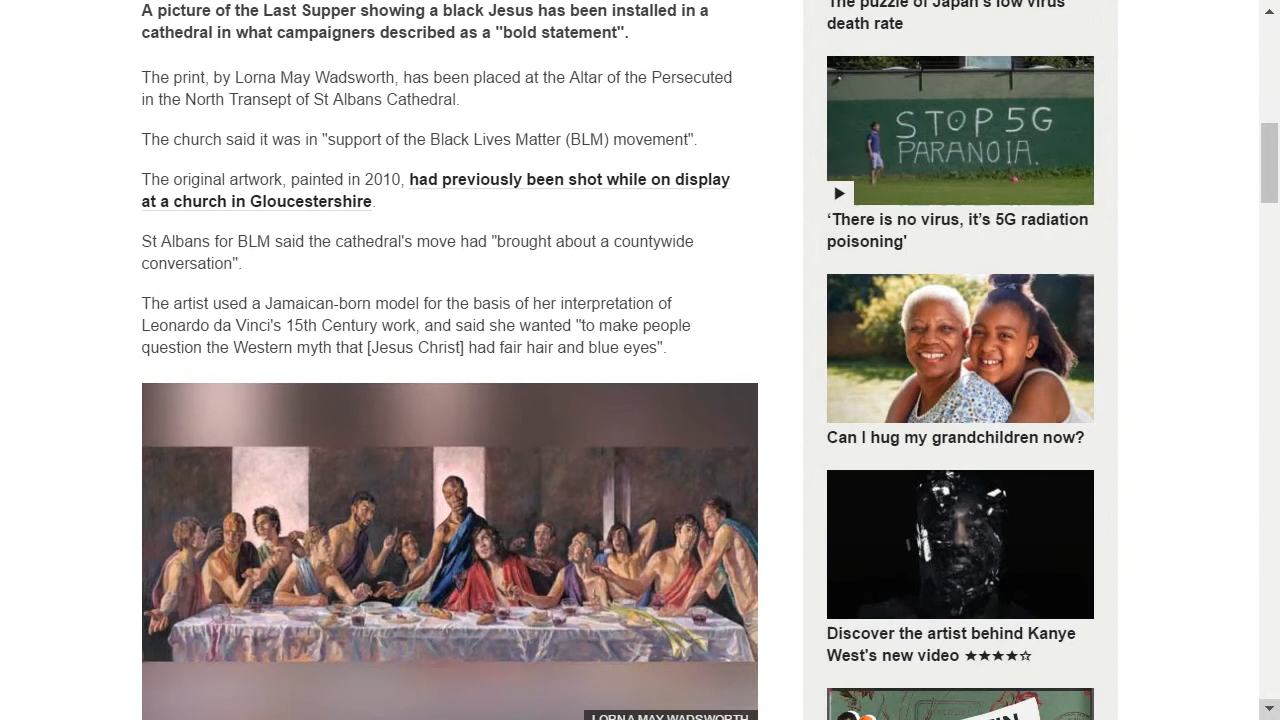 A picture of the Last Supper showing a black Jesus has been installed in a
cathedral in what campaigners described as a "bold statement".
The print, by Lorna May Wadsworth, has been placed at the Altar of the Persecuted
in the North Transept of St Albans Cathedral.
The church said it was in "support of the Black Lives Matter (BLM) movement".
The original artwork, painted in 2010, had previously been shot while on display
at a church in Gloucestershire.
St Albans for BLM said the cathedral's move had "brought about a countywide
conversation".
The artist used a Jamaican-born model for the basis of her interpretation of
Leonardo da Vinci's 15th Century work, and said she wanted "to make people
question the Western myth that [Jesus Christ] had fair hair and blue eyes".
LORNA MAY WADSWORTH
The puzzle of Japan's low virus
death rate
STOP 5G
PARANOIA.
‘There is no virus, it’s 5G radiation
poisoning'
Can I hug my grandchildren now?
Discover the artist behind Kanye
West's new video ★★★★☆